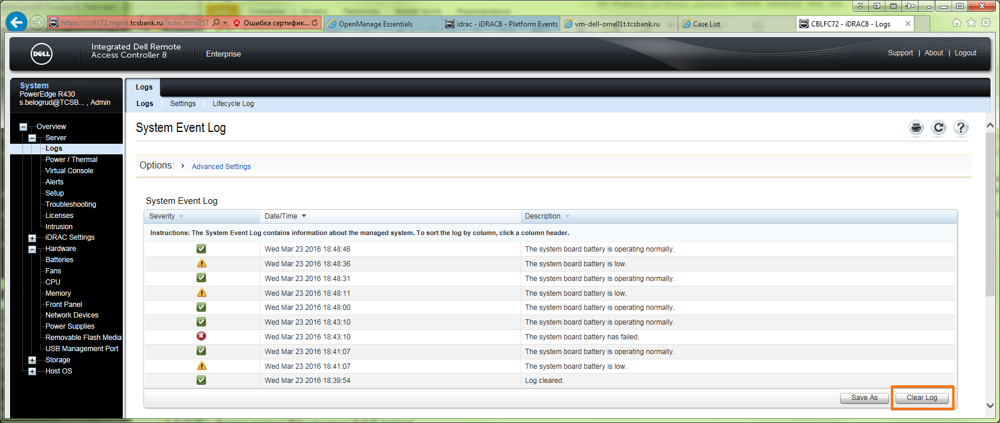 https://cblfc72.mgmt.tcsbank.ru/index.html?ST
Ошибка сертифик...
OpenManage Essentials
idrac - iDRAC8 - Platform Events
vm-dell-ome01t.tcsbank.ru
Case List
CBLFC72 - iDRAC8 - Logs
DELL
Integrated Dell Remote
Access Controller 8
Enterprise
Support | About | Logout
System
PowerEdge R430
s.belogrud@TCSB... , Admin
Overview
Server
Logs
Power / Thermal
Virtual Console
Alerts
Setup
Troubleshooting
Licenses
Intrusion
iDRAC Settings
Hardware
Batteries
Fans
CPU
Memory
Front Panel
Network Devices
Power Supplies
Removable Flash Media
USB Management Port
Storage
Host OS
Logs
Logs Settings Lifecycle Log
System Event Log
Options: Advanced Settings
System Event Log
Severity Date/Time Description
Instructions: The System Event Log contains information about the managed system. To sort the log by column, click a column header.
Wed Mar 23 2016 18:48:46 The system board battery is operating normally.
Wed Mar 23 2016 18:48:36 The system board battery is low.
Wed Mar 23 2016 18:48:31 The system board battery is operating normally.
Wed Mar 23 2016 18:48:11 The system board battery is low.
Wed Mar 23 2016 18:48:00 The system board battery is operating normally.
Wed Mar 23 2016 18:43:10 The system board battery is operating normally.
Wed Mar 23 2016 18:43:10 The system board battery has failed.
Wed Mar 23 2016 18:41:07 The system board battery is operating normally.
Wed Mar 23 2016 18:41:07 The system board battery is low.
Wed Mar 23 2016 18:39:54 Log cleared.
Save As Clear Log